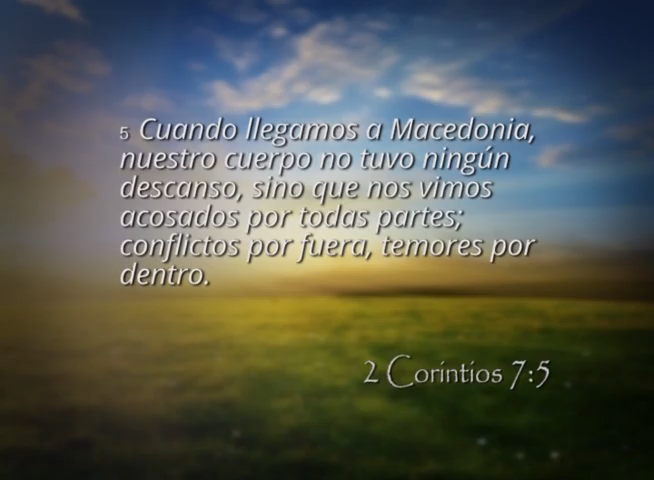 5 Cuando llegamos a Macedonia,
nuestro cuerpo no tuvo ningún
descanso, sino que nos vimos
acosados por todas partes;
conflictos por fuera, temores por
dentro.
2 Corintios 7:5